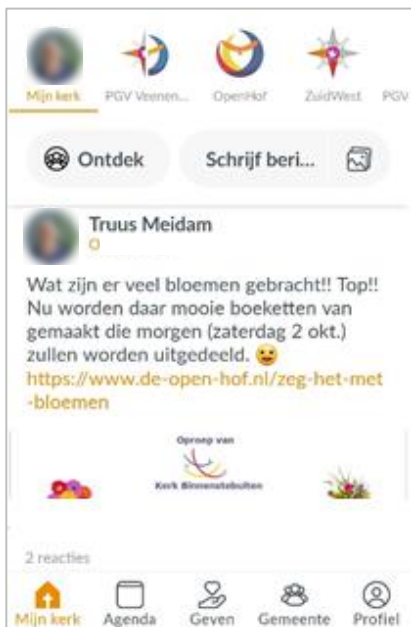 Mijn kerk PGV Veenen... OpenHof ZuidWest PGV
Ontdek Schrijf beri...
Truus Meidam
Wat zijn er veel bloemen gebracht!! Top!!
Nu worden daar mooie boeketten van
gemaakt die morgen (zaterdag 2 okt.)
zullen worden uitgedeeld. 😀
https://www.de-open-hof.nl/zeg-het-met
-bloemen
Oproep van
Kerk Binnenstebuiten
2 reacties
Mijn kerk Agenda Geven Gemeente Profiel